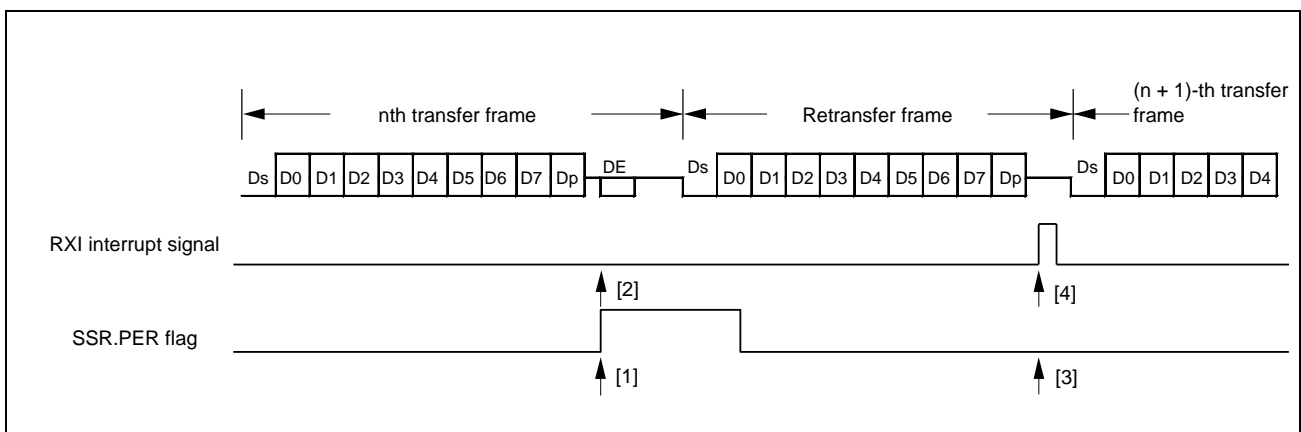 (n + 1)-th transfer
nth transfer frame
Retransfer frame
frame
Ds D0 D1 D2 D3 D4 D5 D6 D7 Dp DE Ds D0 D1 D2 D3 D4 D5 D6 D7 Dp Ds D0 D1 D2 D3 D4
RXI interrupt signal
[2]
[4]
SSR.PER flag
[1]
[3]